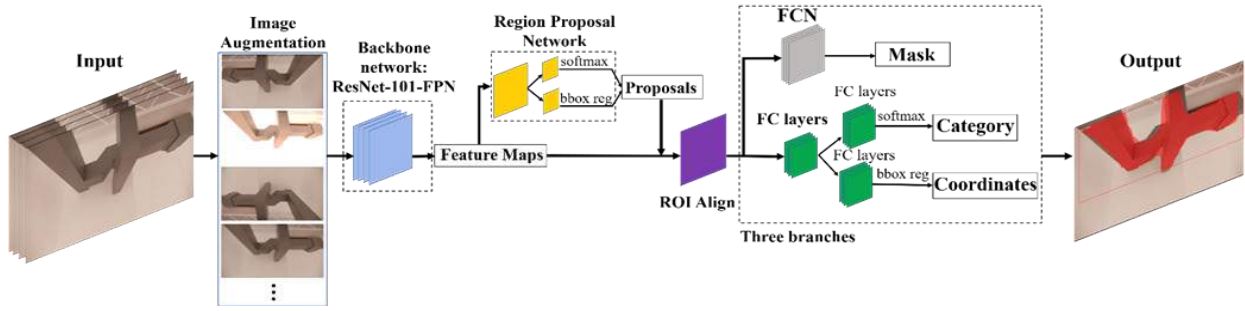 Input
Image
Augmentation
Backbone
network:
ResNet-101-FPN
Region Proposal
Network
softmax
bbox reg
Proposals
Feature Maps
ROI Align
FCN
Mask
FC layers
FC layers
softmax
Category
FC layers
bbox reg
Coordinates
Three branches
Output